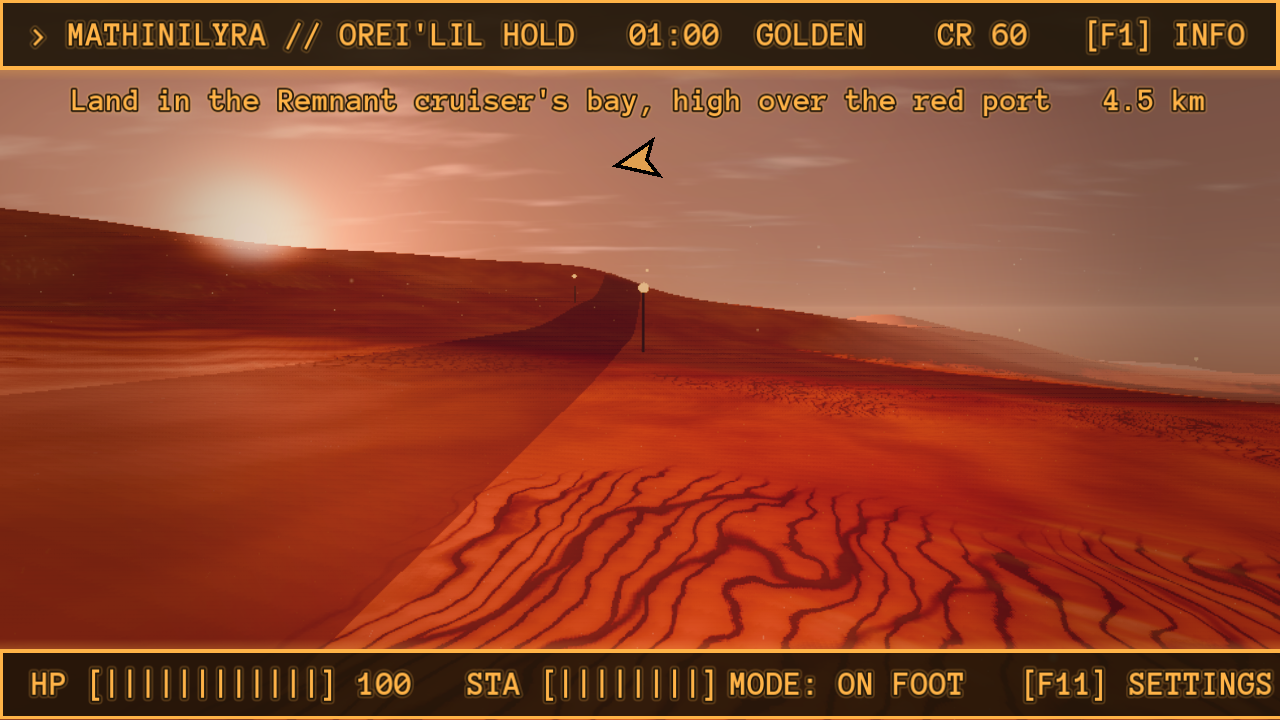 > MATHINILYRA // OREI'LIL HOLD 01:00 GOLDEN CR 60 [F1] INFO
Land in the Remnant cruiser's bay, high over the red port 4.5 km
HP [||||||||||||] 100 STA [||||||||] MODE: ON FOOT [F11] SETTINGS